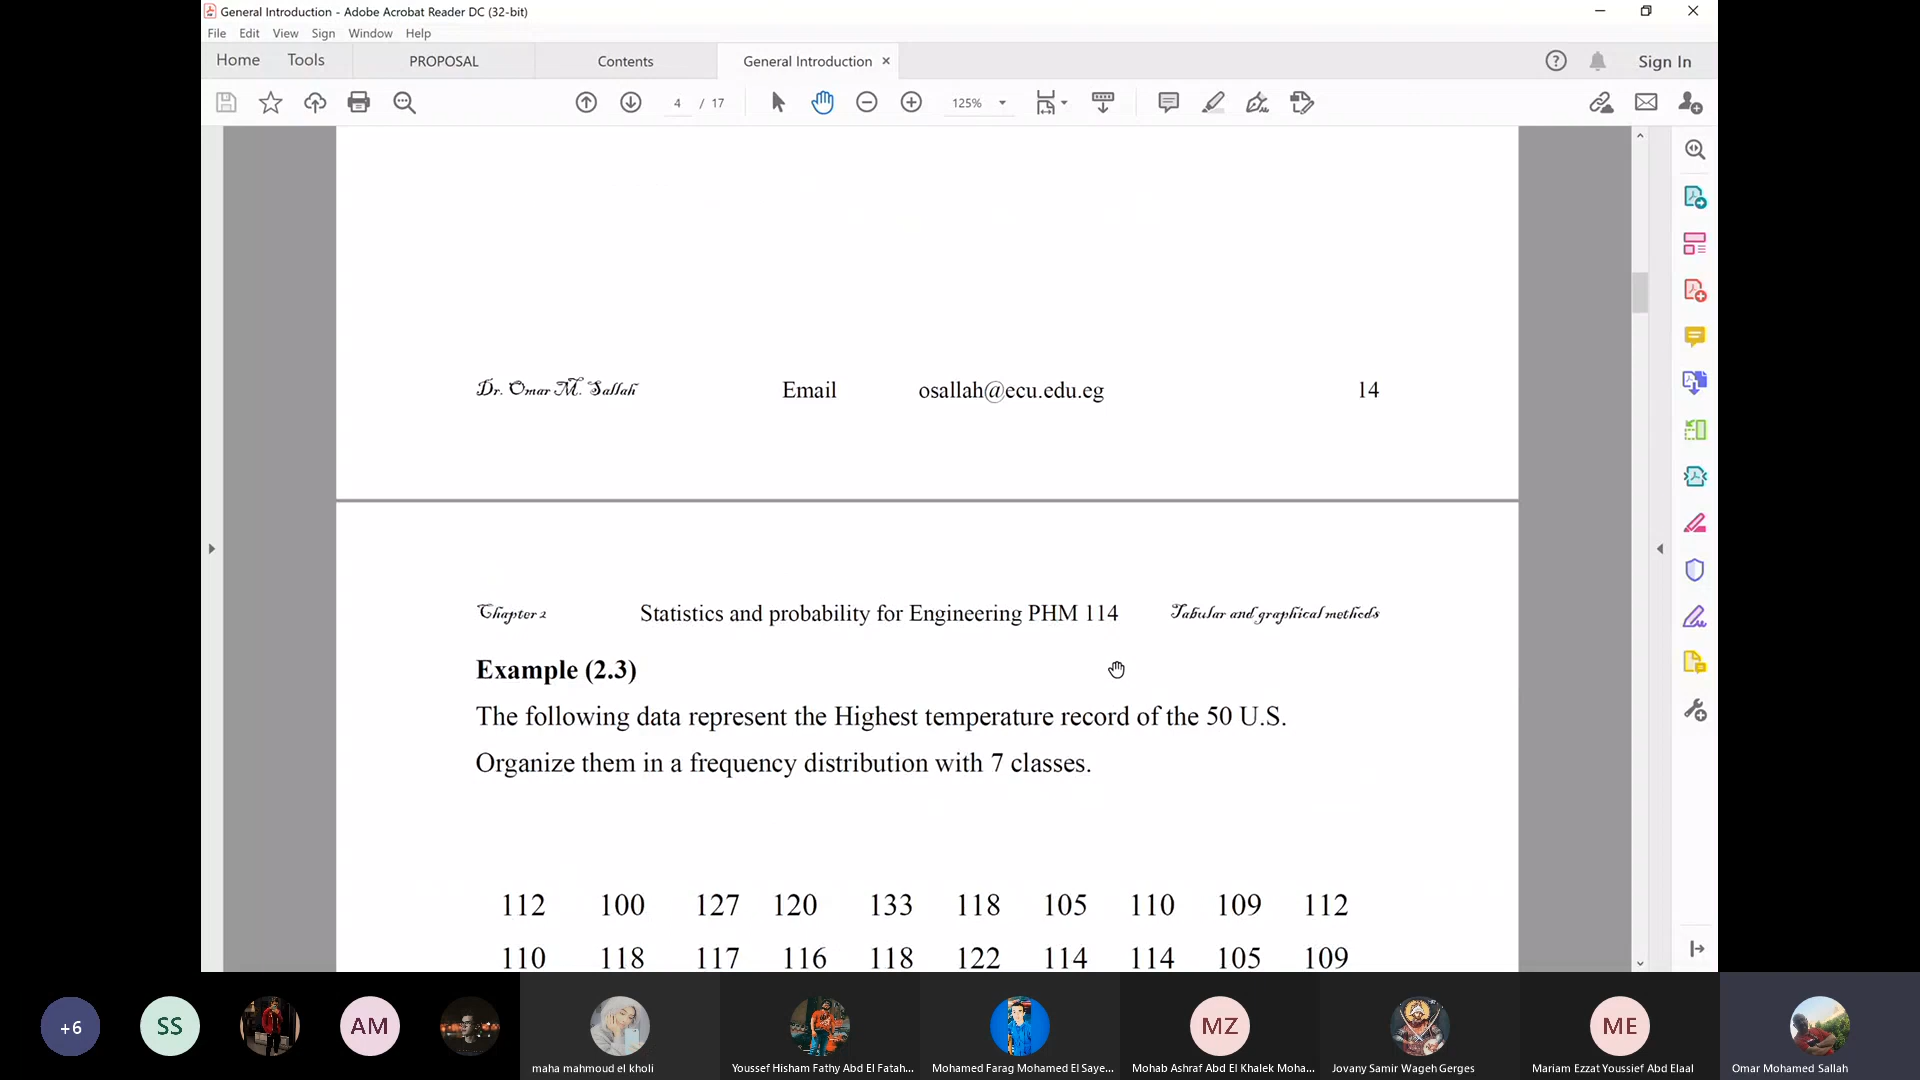 General Introduction - Adobe Acrobat Reader DC (32-bit)
File Edit View Sign Window Help
Home Tools PROPOSAL Contents General Introduction Sign In
4 / 17 125%
Dr. Omar M. Sallah Email osallah@ecu.edu.eg 14
Chapter 2 Statistics and probability for Engineering PHM 114 Tabular and graphical methods
Example (2.3)
The following data represent the Highest temperature record of the 50 U.S.
Organize them in a frequency distribution with 7 classes.
112 100 127 120 133 118 105 110 109 112
110 118 117 116 118 122 114 114 105 109
+6 SS AM MZ ME
maha mahmoud el kholi Youssef Hisham Fathy Abd El Fatah... Mohamed Farag Mohamed El Saye... Mohab Ashraf Abd El Khalek Moha... Jovany Samir Wageh Gerges Mariam Ezzat Youssief Abd Elaal Omar Mohamed Sallah